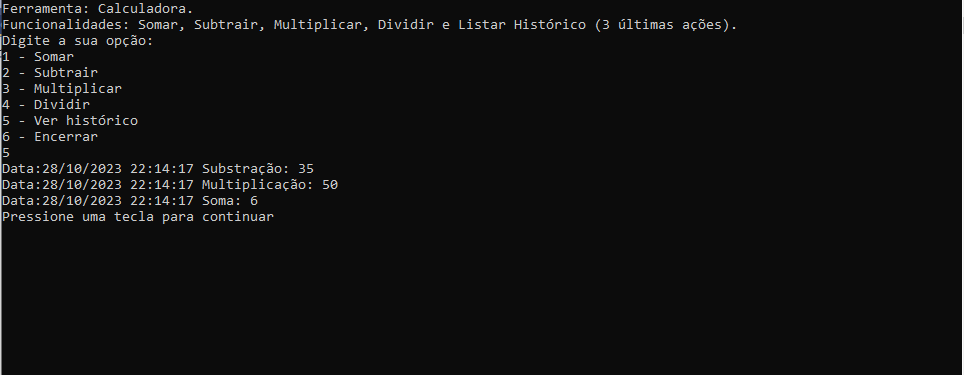 Ferramenta: Calculadora.
Funcionalidades: Somar, Subtrair, Multiplicar, Dividir e Listar Histórico (3 últimas ações).
Digite a sua opção:
1 - Somar
2 - Subtrair
3 - Multiplicar
4 - Dividir
5 - Ver histórico
6 - Encerrar
5
Data:28/10/2023 22:14:17 Substração: 35
Data:28/10/2023 22:14:17 Multiplicação: 50
Data:28/10/2023 22:14:17 Soma: 6
Pressione uma tecla para continuar